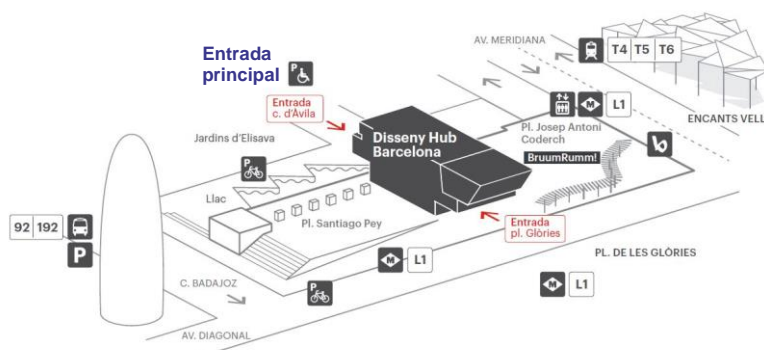 AV. MERIDIANA
T4 T5 T6
Entrada
principal
P
Entrada
c. d'Àvila
M L1
ENCANTS VELL
Pl. Josep Antoni
Coderch
Disseny Hub
Barcelona
Jardins d'Elisava
BruumRumm!
b
P
Llac
92 192
P
Pl. Santiago Pey
Entrada
pl. Glòries
PL. DE LES GLÒRIES
M L1
C. BADAJOZ
P
M L1
AV. DIAGONAL